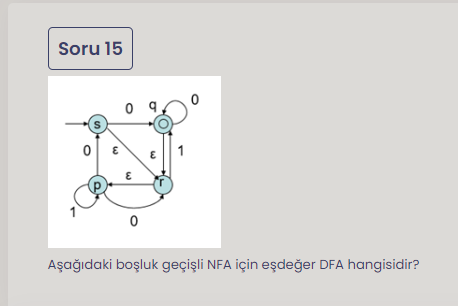 Soru 15
0 q 0
s
0 ε ε 1
ε
p r
1
0
Aşağıdaki boşluk geçişli NFA için eşdeğer DFA hangisidir?